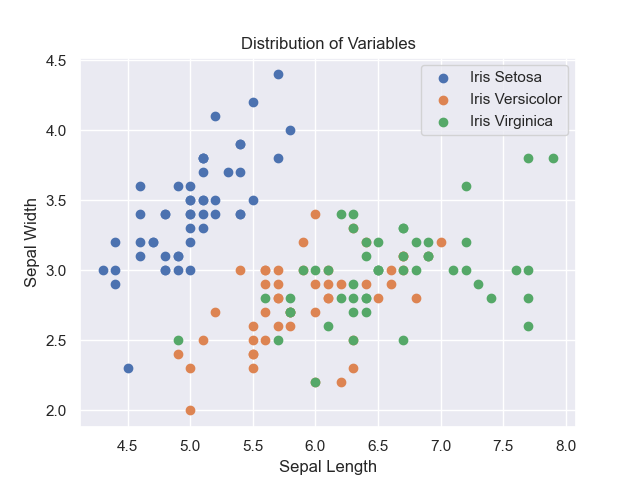 Distribution of Variables
Iris Setosa
Iris Versicolor
Iris Virginica
Sepal Width
4.5
4.0
3.5
3.0
2.5
2.0
4.5 5.0 5.5 6.0 6.5 7.0 7.5 8.0
Sepal Length